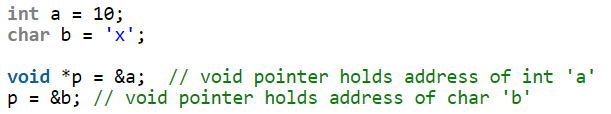 int a = 10;
char b = 'x';
void *p = &a;  // void pointer holds address of int 'a'
p = &b; // void pointer holds address of char 'b'